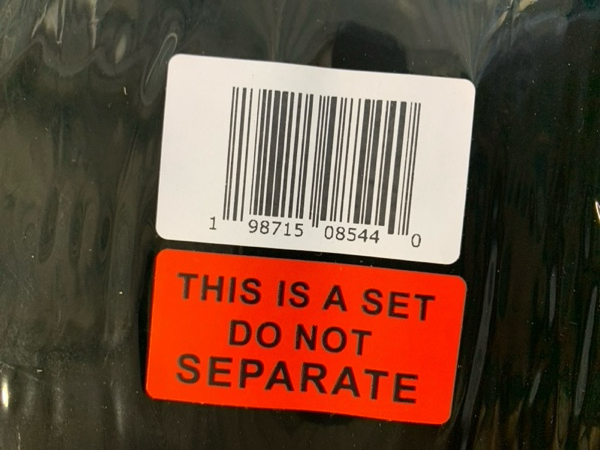 1 98715 08544 0
THIS IS A SET
DO NOT
SEPARATE